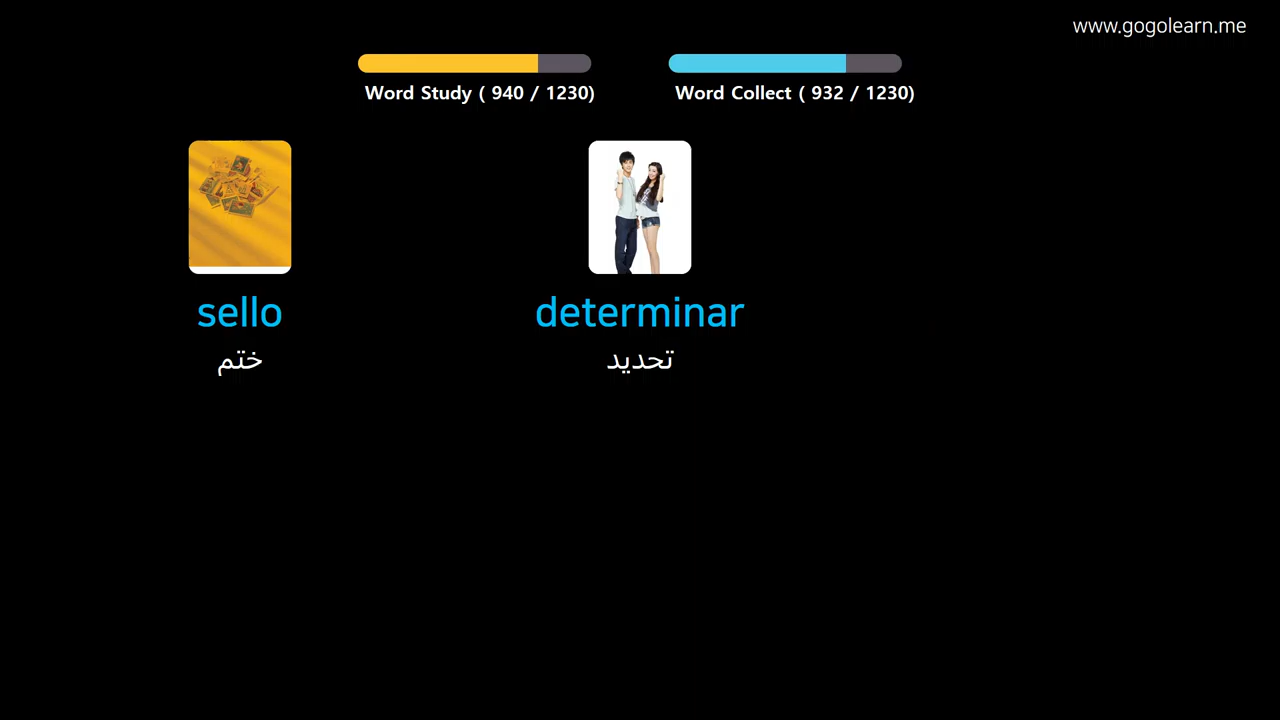 www.gogolearn.me
Word Study ( 940 / 1230)
Word Collect ( 932 / 1230)
sello
ختم
determinar
تحديد